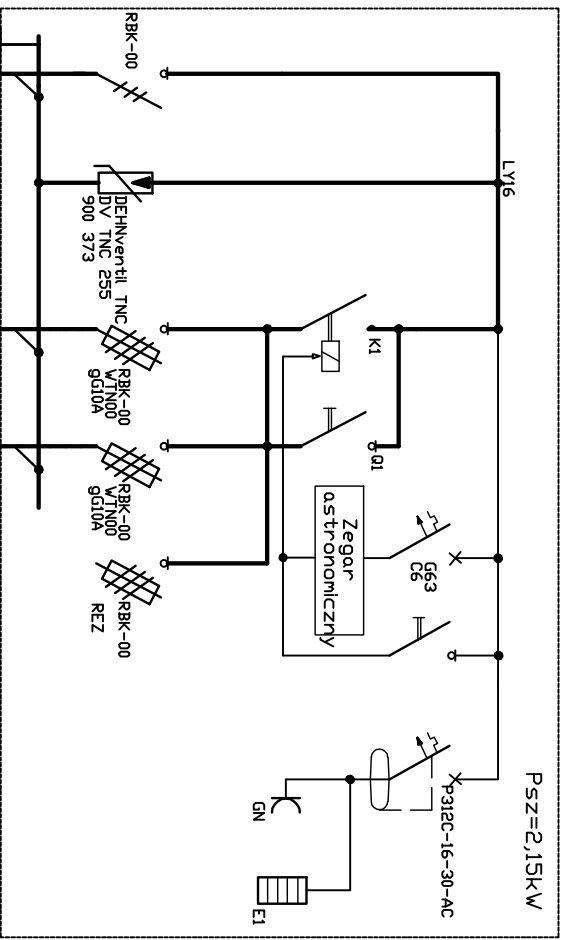 Psz=2,15kW
LY16
RBK-00
DEHNventil TNC
DV TNC 255
900 373
K1
Q1
G63
C6
P312C-16-30-AC
Zegar
astronomiczny
RBK-00
WTN00
gG10A
RBK-00
WTN00
gG10A
RBK-00
REZ
GN
E1